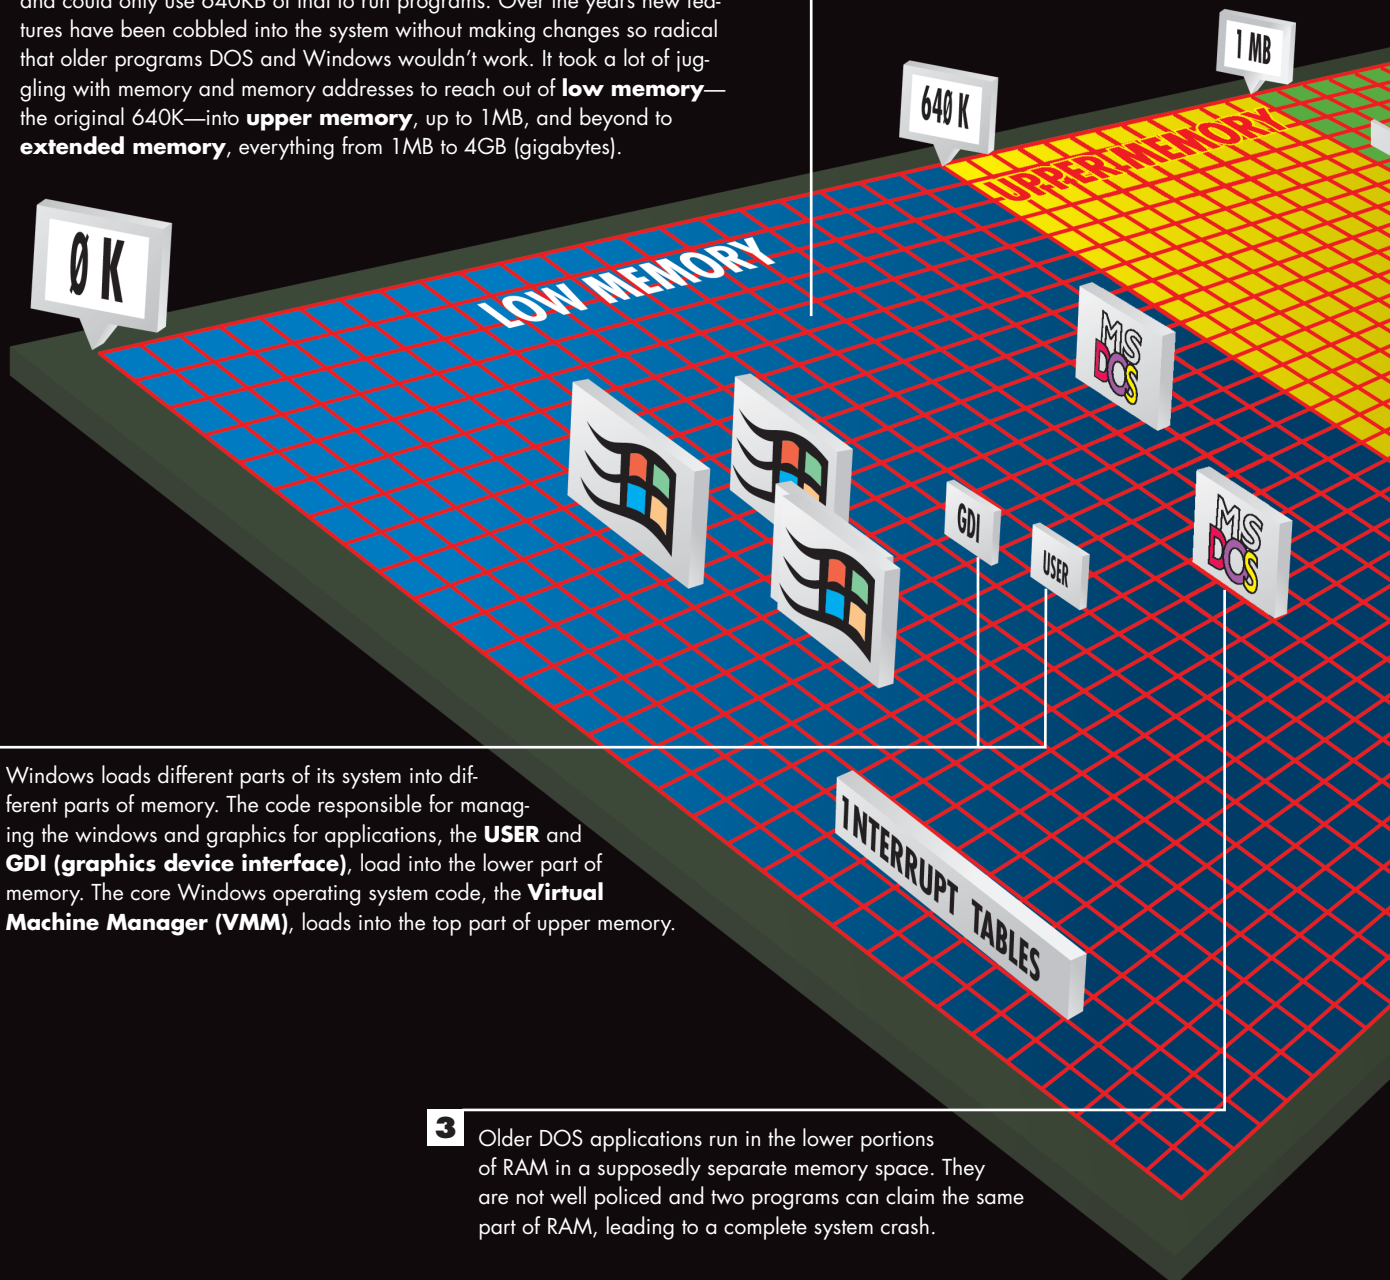 and could only use 640KB of that to run programs. Over the years new fea-
tures have been cobbled into the system without making changes so radical
that older programs DOS and Windows wouldn't work. It took a lot of jug-
gling with memory and memory addresses to reach out of low memory—
the original 640K—into upper memory, up to 1MB, and beyond to
extended memory, everything from 1MB to 4GB (gigabytes).
1 MB
640 K
UPPER MEMORY
0 K
LOW MEMORY
MS
DOS
GDI
USER
MS
DOS
Windows loads different parts of its system into dif-
ferent parts of memory. The code responsible for manag-
ing the windows and graphics for applications, the USER and
GDI (graphics device interface), load into the lower part of
memory. The core Windows operating system code, the Virtual
Machine Manager (VMM), loads into the top part of upper memory.
1NTERRUPT TABLES
3
Older DOS applications run in the lower portions
of RAM in a supposedly separate memory space. They
are not well policed and two programs can claim the same
part of RAM, leading to a complete system crash.